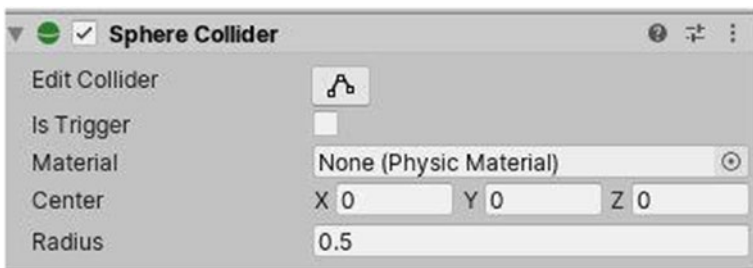 Sphere Collider
Edit Collider
Is Trigger
Material None (Physic Material)
Center X 0 Y 0 Z 0
Radius 0.5